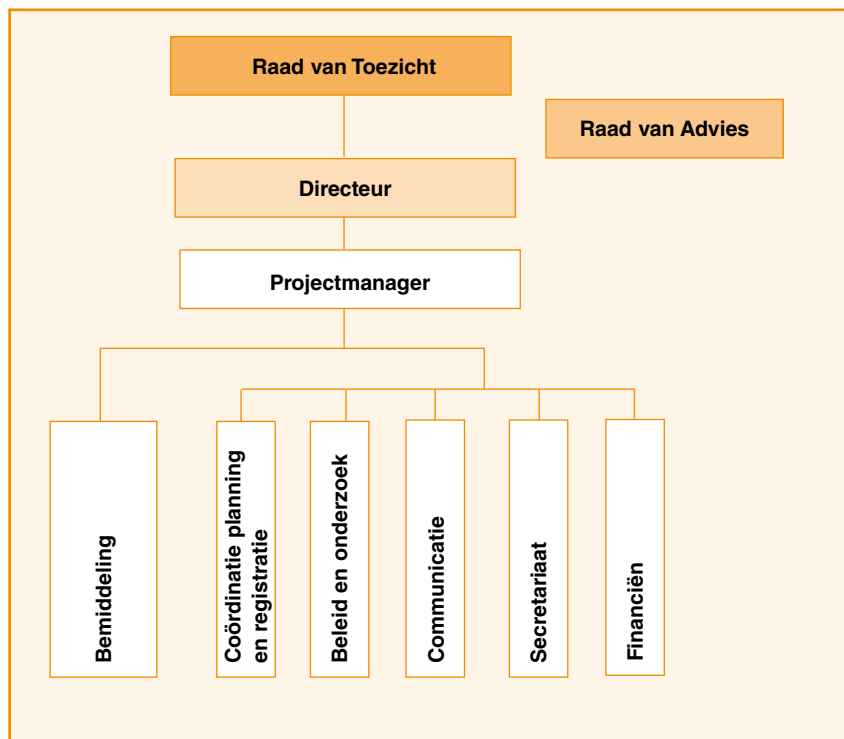 Raad van Toezicht
Raad van Advies
Directeur
Projectmanager
Bemiddeling
Coördinatie planning
en registratie
Beleid en onderzoek
Communicatie
Secretariaat
Financiën